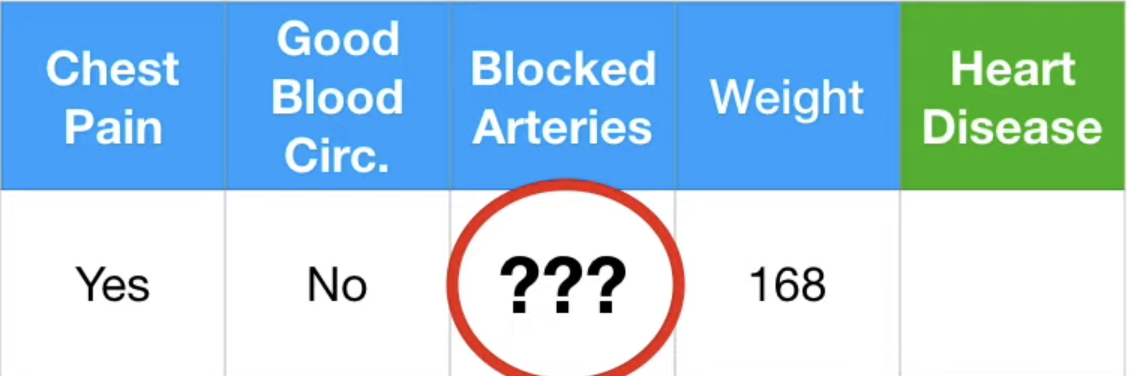 Chest
Pain
Good
Blood
Circ.
Blocked
Arteries
Weight
Heart
Disease
Yes
No
???
168